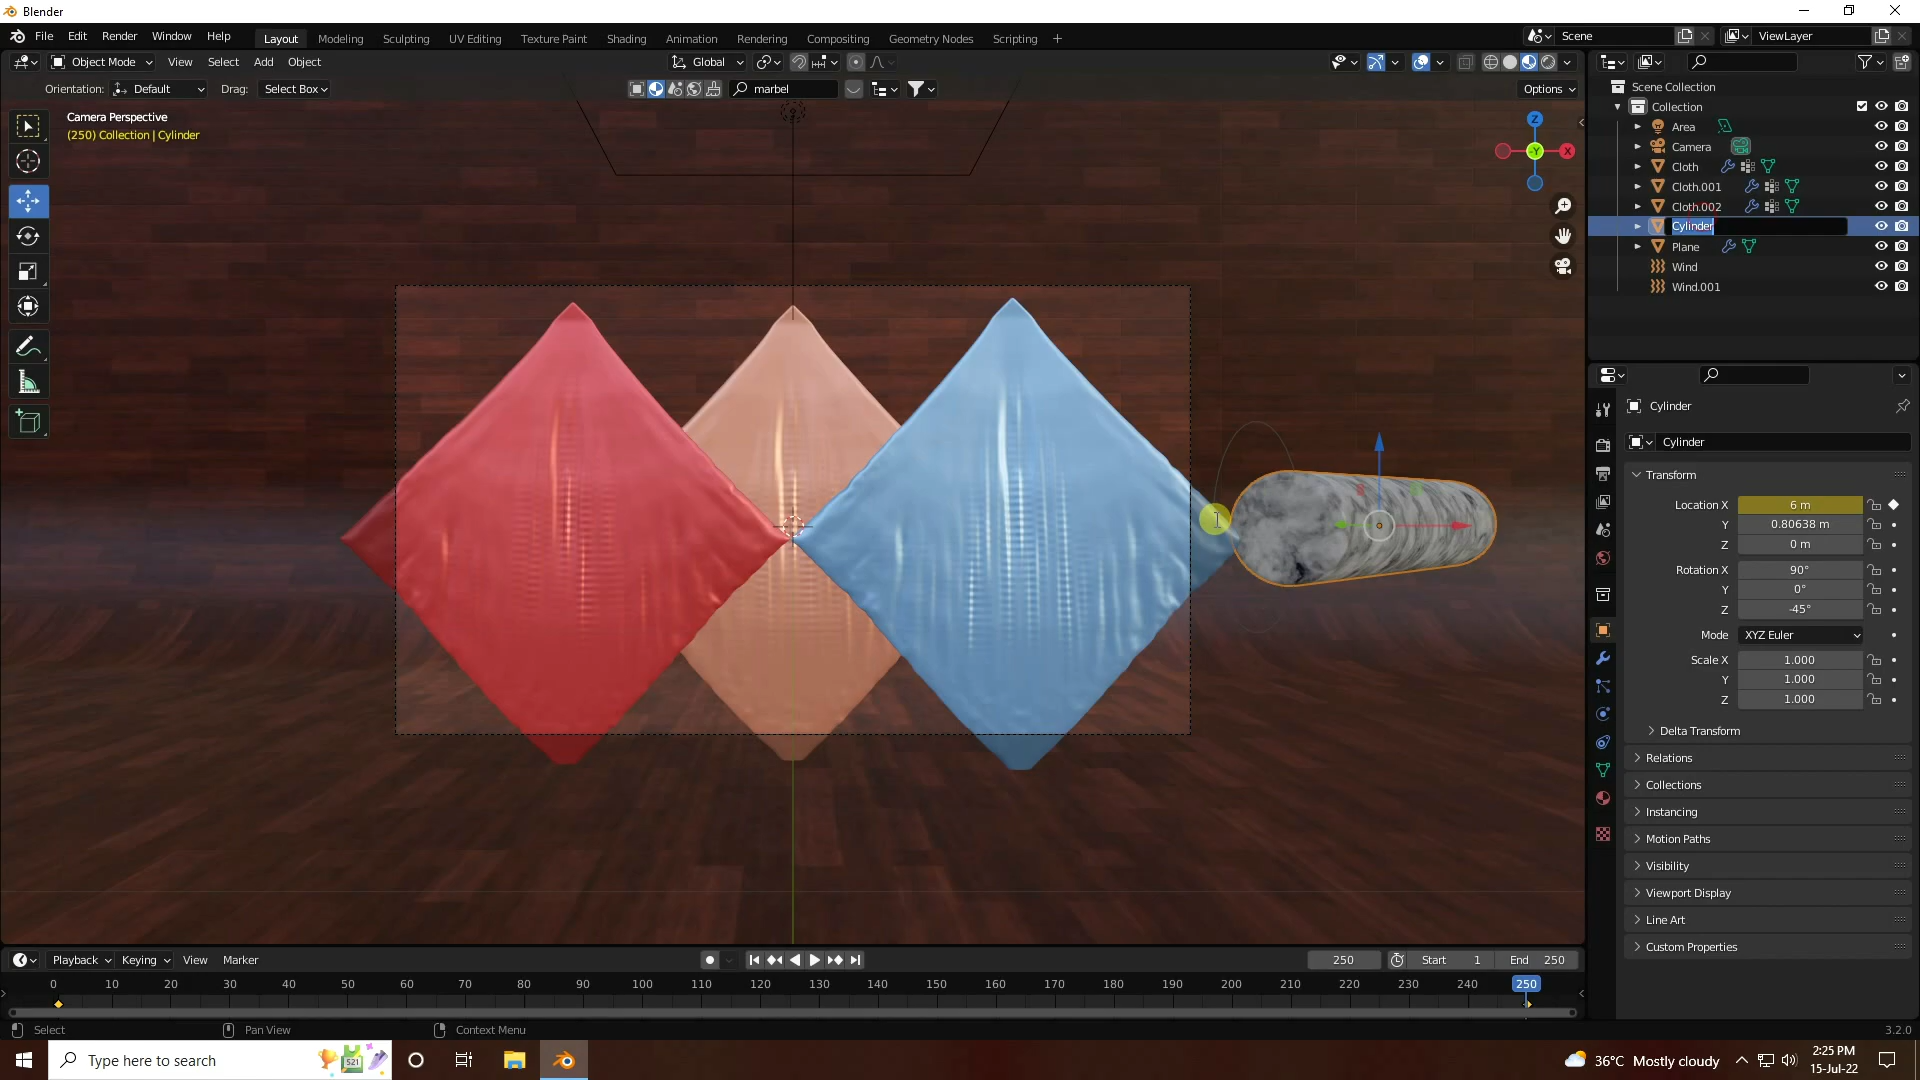 Blender
File Edit Render Window Help
Layout Modeling Sculpting UV Editing Texture Paint Shading Animation Rendering Compositing Geometry Nodes Scripting +
Scene
ViewLayer
Object Mode View Select Add Object
Global
Orientation: Default Drag: Select Box
marbel
Options
Camera Perspective
(250) Collection | Cylinder
Z
-Y
X
Scene Collection
Collection
Area
Camera
Cloth
Cloth.001
Cloth.002
Cylinder
Plane
Wind
Wind.001
Cylinder
Cylinder
Transform
Location X 6 m
Y 0.80638 m
Z 0 m
Rotation X 90°
Y 0°
Z -45°
Mode XYZ Euler
Scale X 1.000
Y 1.000
Z 1.000
Delta Transform
Relations
Collections
Instancing
Motion Paths
Visibility
Viewport Display
Line Art
Custom Properties
Playback Keying View Marker
250 Start 1 End 250
0 10 20 30 40 50 60 70 80 90 100 110 120 130 140 150 160 170 180 190 200 210 220 230 240 250
Select Pan View Context Menu
3.2.0
Type here to search
36°C Mostly cloudy
2:25 PM
15-Jul-22